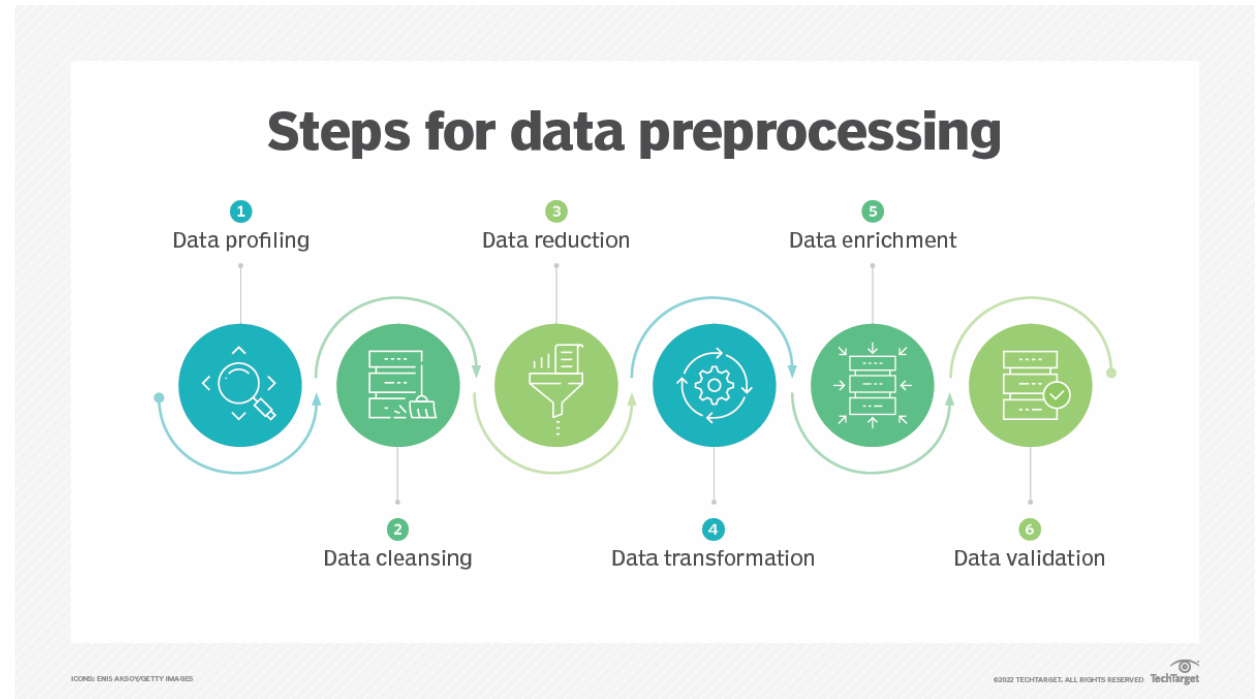 Steps for data preprocessing
1
Data profiling
3
Data reduction
5
Data enrichment
2
Data cleansing
4
Data transformation
6
Data validation
ICONS: ENIS AKSOY/GETTY IMAGES
©2022 TECHTARGET. ALL RIGHTS RESERVED TechTarget